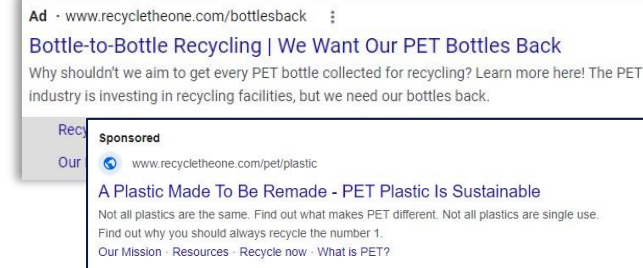 Ad · www.recycletheone.com/bottlesback
Bottle-to-Bottle Recycling | We Want Our PET Bottles Back
Why shouldn't we aim to get every PET bottle collected for recycling? Learn more here! The PET
industry is investing in recycling facilities, but we need our bottles back.
Our
Sponsored
www.recycletheone.com/pet/plastic
A Plastic Made To Be Remade - PET Plastic Is Sustainable
Not all plastics are the same. Find out what makes PET different. Not all plastics are single use.
Find out why you should always recycle the number 1.
Our Mission · Resources · Recycle now · What is PET?